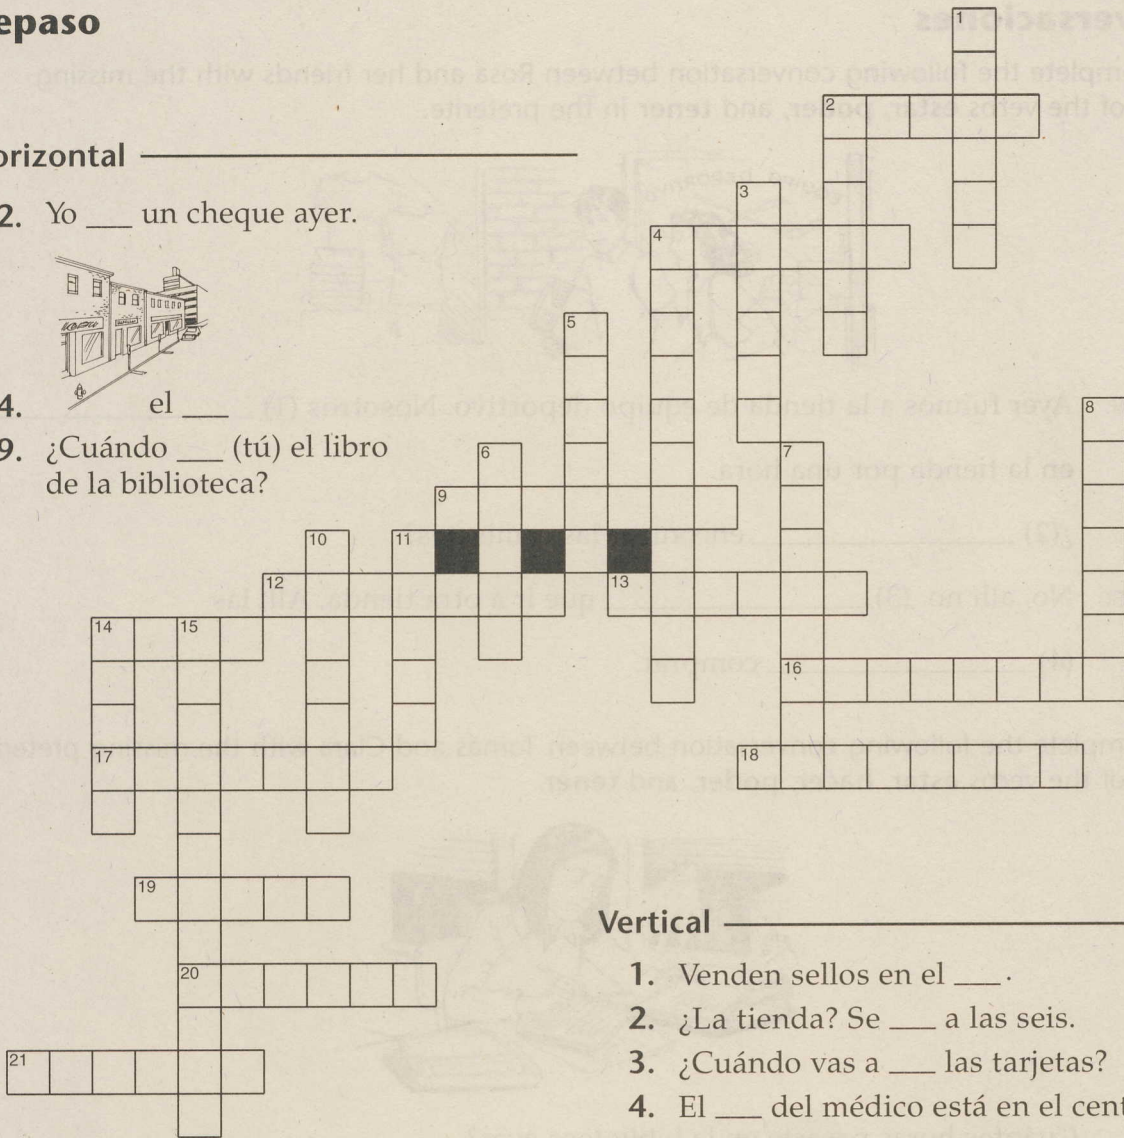 epaso
orizontal
2. Yo ___ un cheque ayer.
4. el
9. ¿Cuándo ___ (tú) el libro
de la biblioteca?
1
2
3
4
5
6
7
8
9
10
11
12
13
14
15
16
17
18
19
20
21
Vertical
1. Venden sellos en el ___.
2. ¿La tienda? Se ___ a las seis.
3. ¿Cuándo vas a ___ las tarjetas?
4. El ___ del médico está en el cent